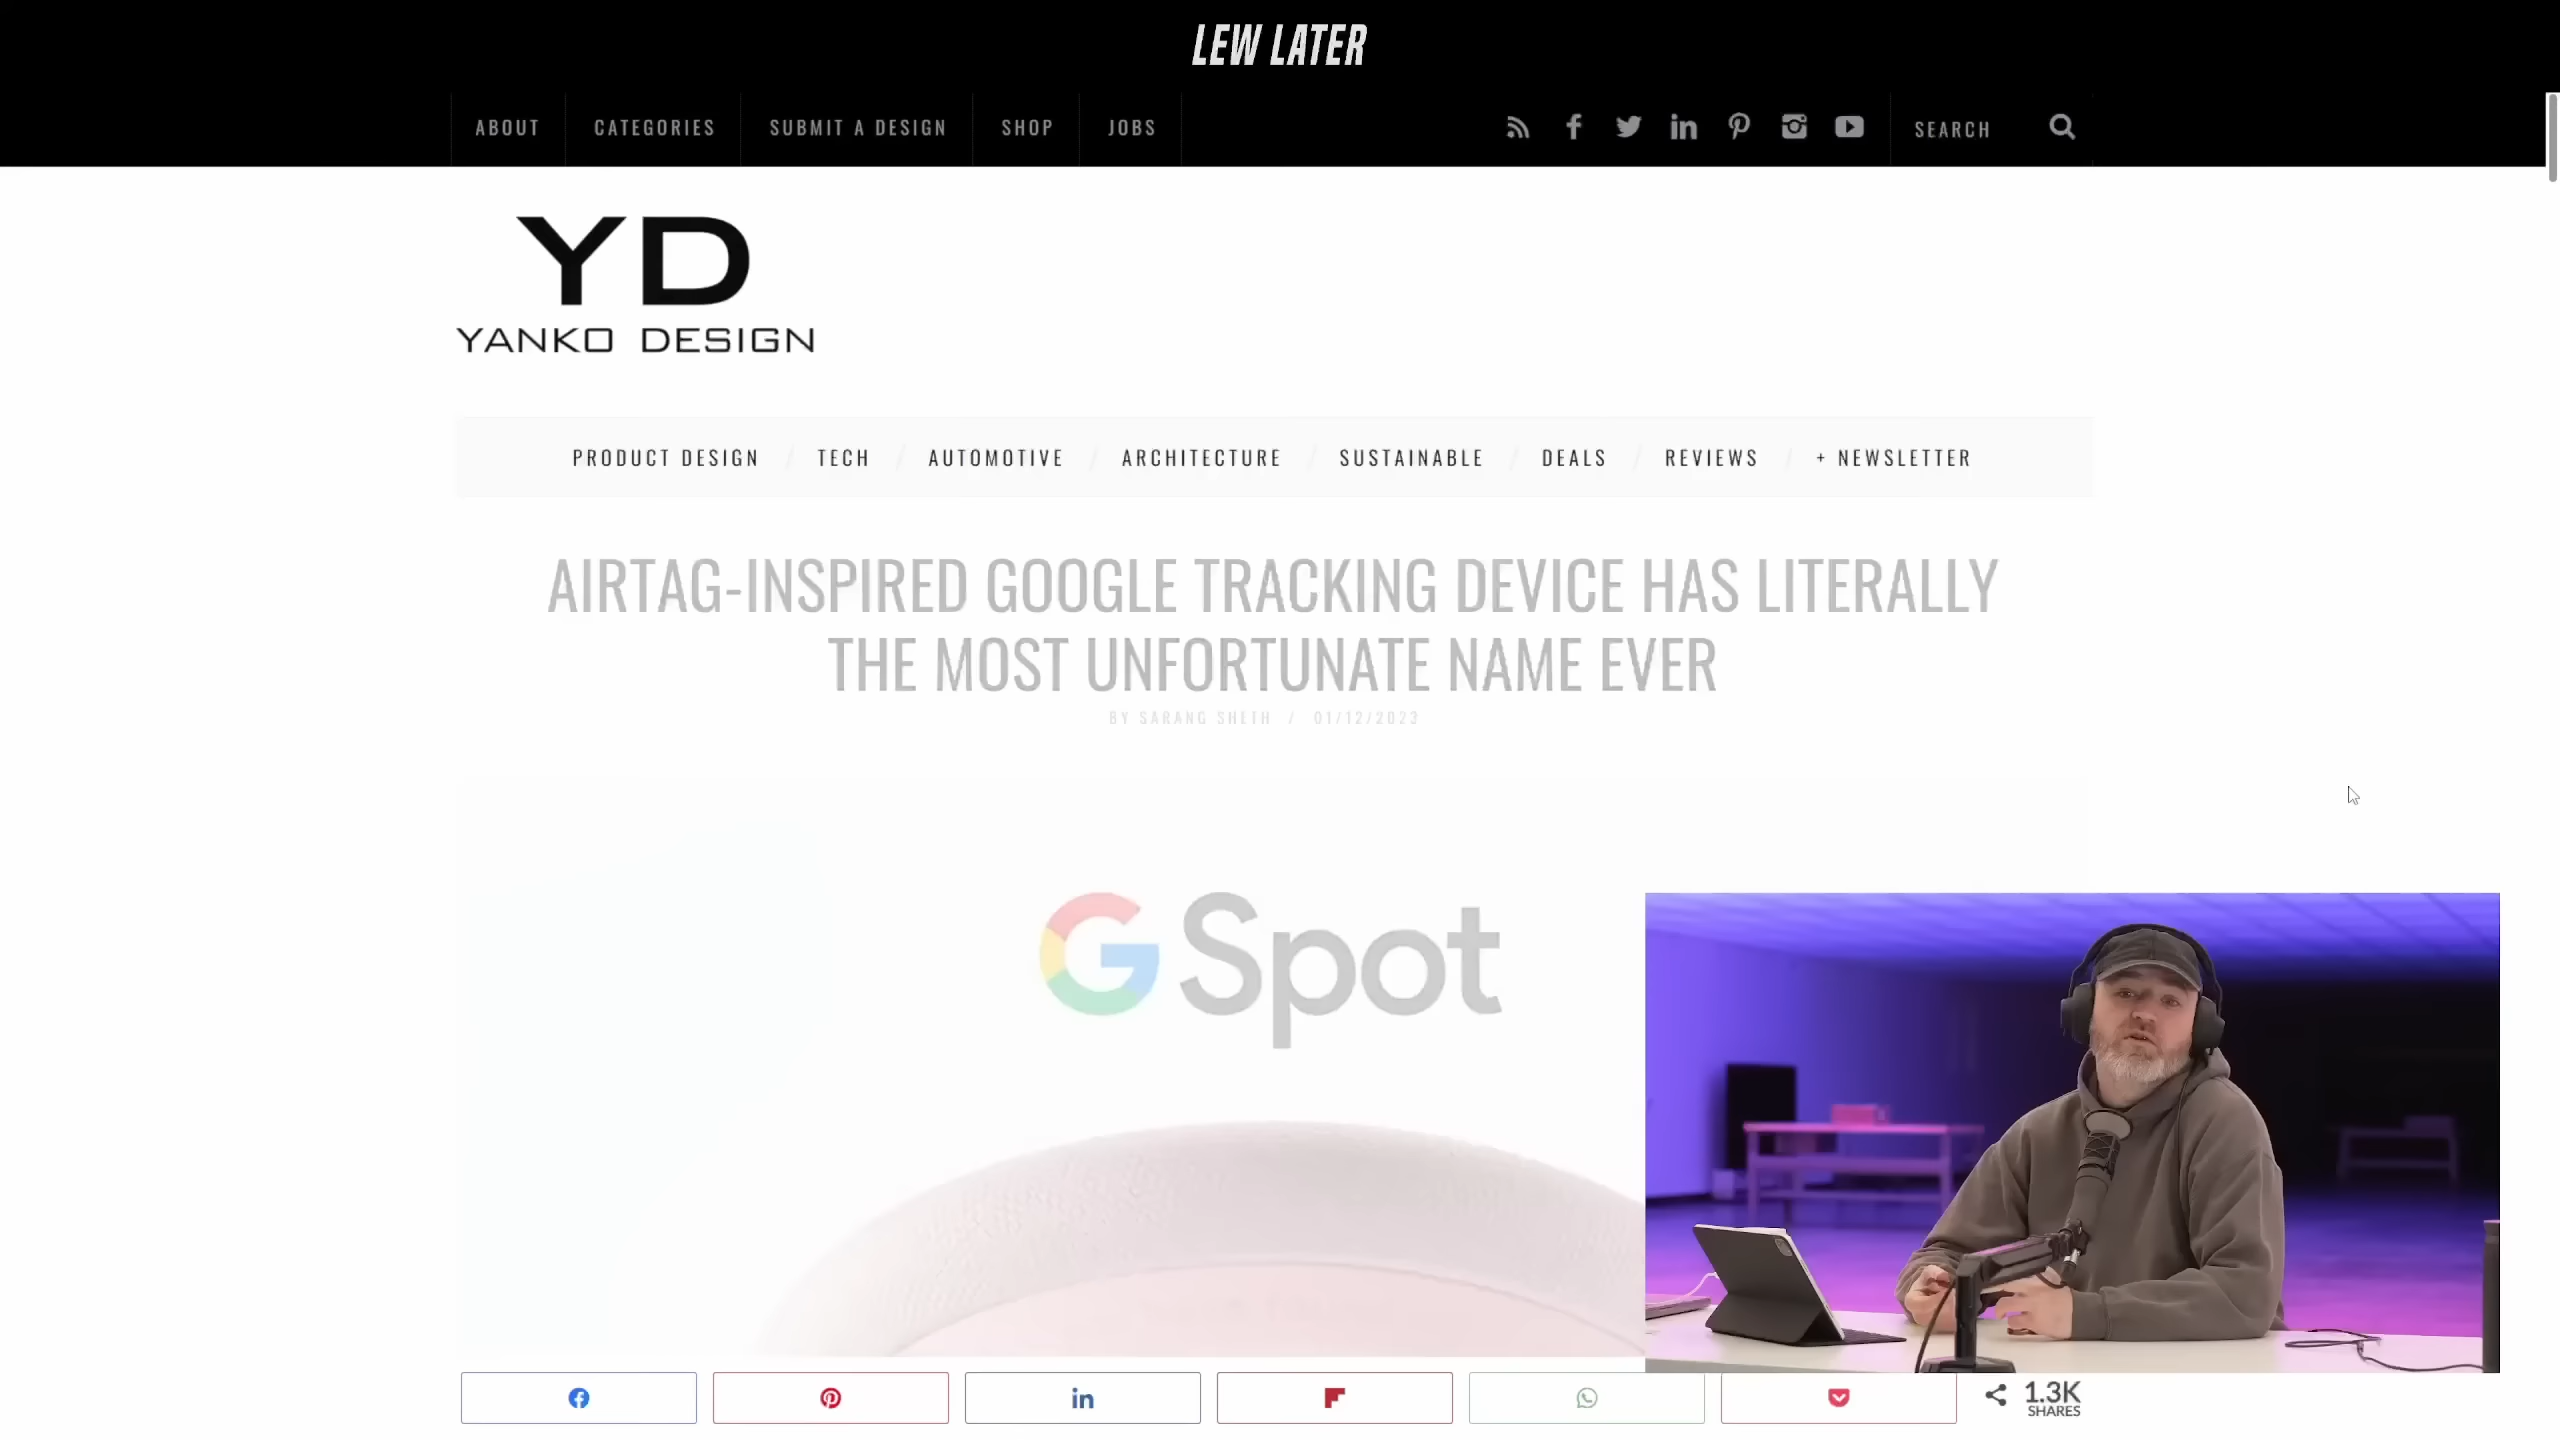 LEW LATER
ABOUT CATEGORIES SUBMIT A DESIGN SHOP JOBS SEARCH
YD
YANKO DESIGN
PRODUCT DESIGN / TECH / AUTOMOTIVE / ARCHITECTURE / SUSTAINABLE / DEALS / REVIEWS / + NEWSLETTER
AIRTAG-INSPIRED GOOGLE TRACKING DEVICE HAS LITERALLY
THE MOST UNFORTUNATE NAME EVER
BY SARANG SHETH / 01/12/2023
G Spot
1.3K
SHARES